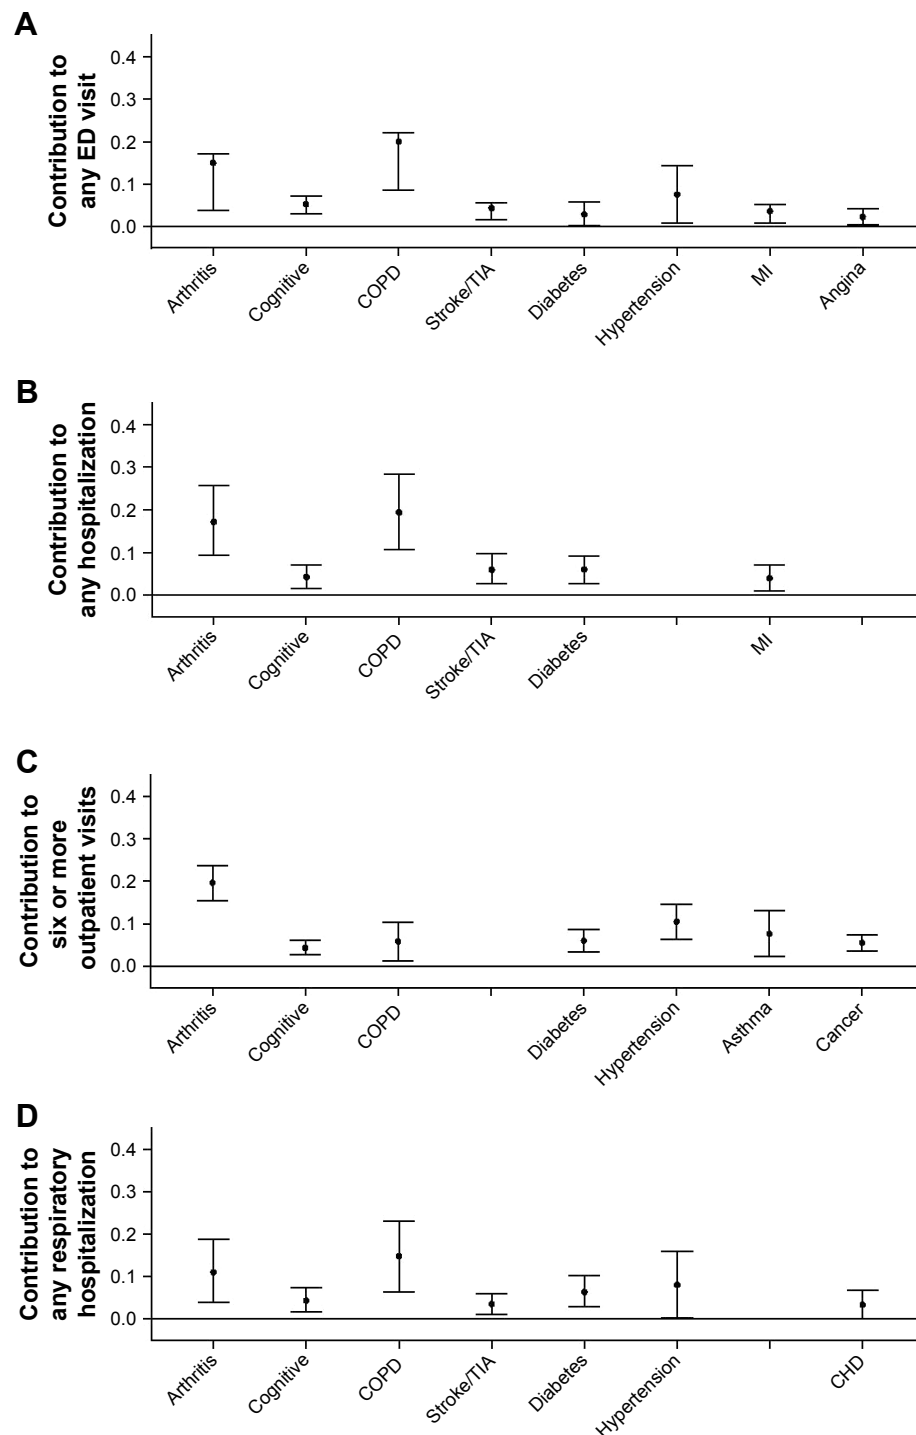 A
Contribution to
any ED visit
0.4
0.3
0.2
0.1
0.0
Arthritis
Cognitive
COPD
Stroke/TIA
Diabetes
Hypertension
MI
Angina
B
Contribution to
any hospitalization
0.4
0.3
0.2
0.1
0.0
Arthritis
Cognitive
COPD
Stroke/TIA
Diabetes
MI
C
Contribution to
six or more
outpatient visits
0.4
0.3
0.2
0.1
0.0
Arthritis
Cognitive
COPD
Diabetes
Hypertension
Asthma
Cancer
D
Contribution to
any respiratory
hospitalization
0.4
0.3
0.2
0.1
0.0
Arthritis
Cognitive
COPD
Stroke/TIA
Diabetes
Hypertension
CHD